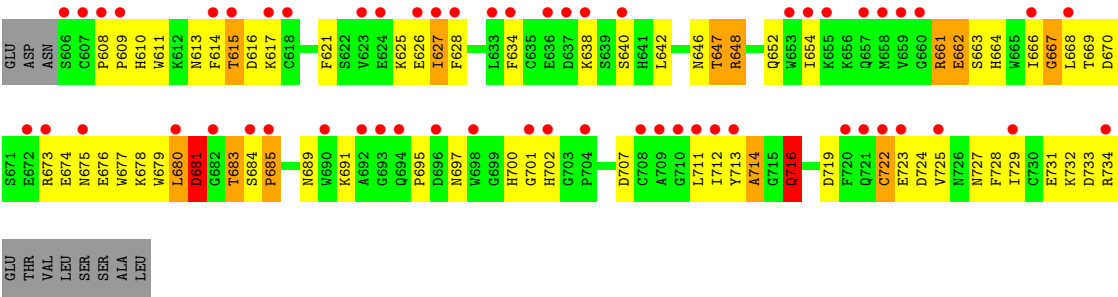 GLU ASP ASN S606 C607 P608 P609 H610 W611 K612 N613 F614 T615 D616 K617 C618 F621 S622 V623 E624 K625 E626 I627 F628 L633 F634 C635 E636 D637 K638 S639 S640 H641 L642 N646 T647 R648 Q652 W653 I654 K655 K656 Q657 M658 V659 G660 R661 E662 S663 H664 W665 I666 G667 L668 T669 D670
S671 E672 R673 E674 N675 E676 W677 K678 W679 L680 D681 G682 T683 S684 P685 N689 W690 K691 A692 G693 Q694 P695 D696 N697 W698 G699 H700 G701 H702 G703 P704 D707 C708 A709 G710 L711 I712 Y713 A714 G715 Q716 D719 F720 Q721 C722 E723 D724 V725 N726 N727 F728 I729 C730 E731 K732 D733 R734
GLU THR VAL LEU SER SER ALA LEU